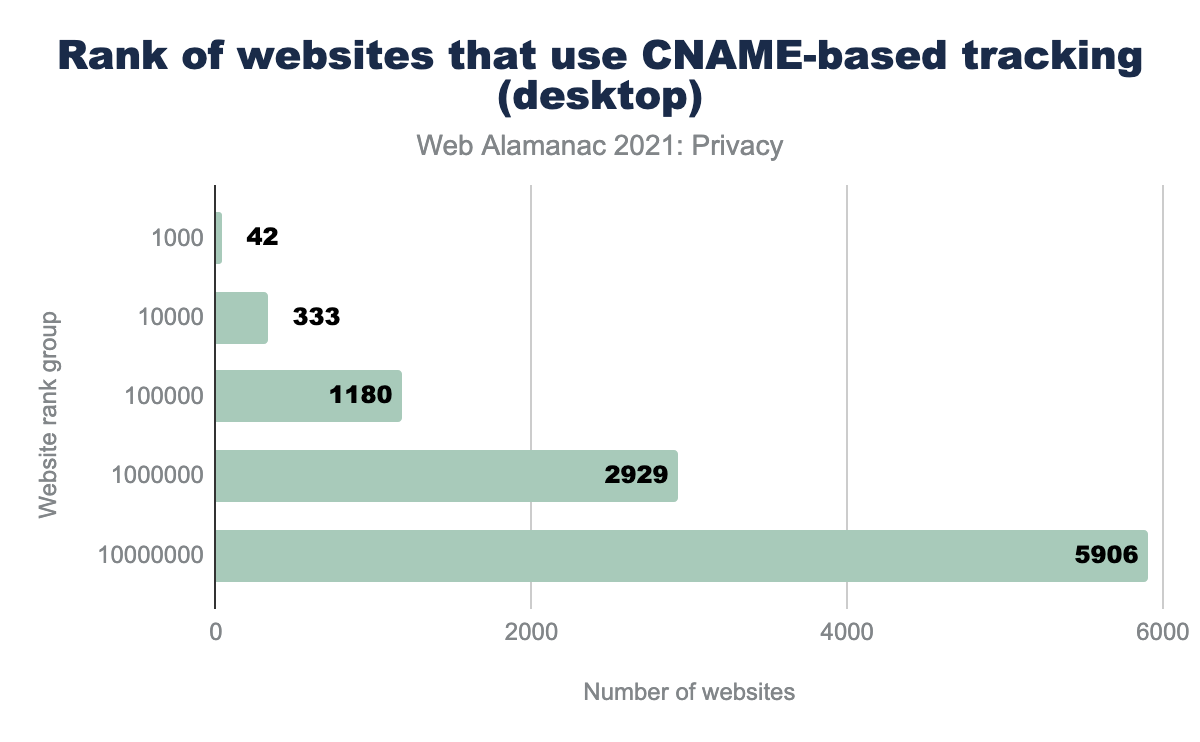 Rank of websites that use CNAME-based tracking
(desktop)
Web Alamanac 2021: Privacy
Website rank group
1000
42
10000
333
100000
1180
1000000
2929
10000000
5906
0
2000
4000
6000
Number of websites